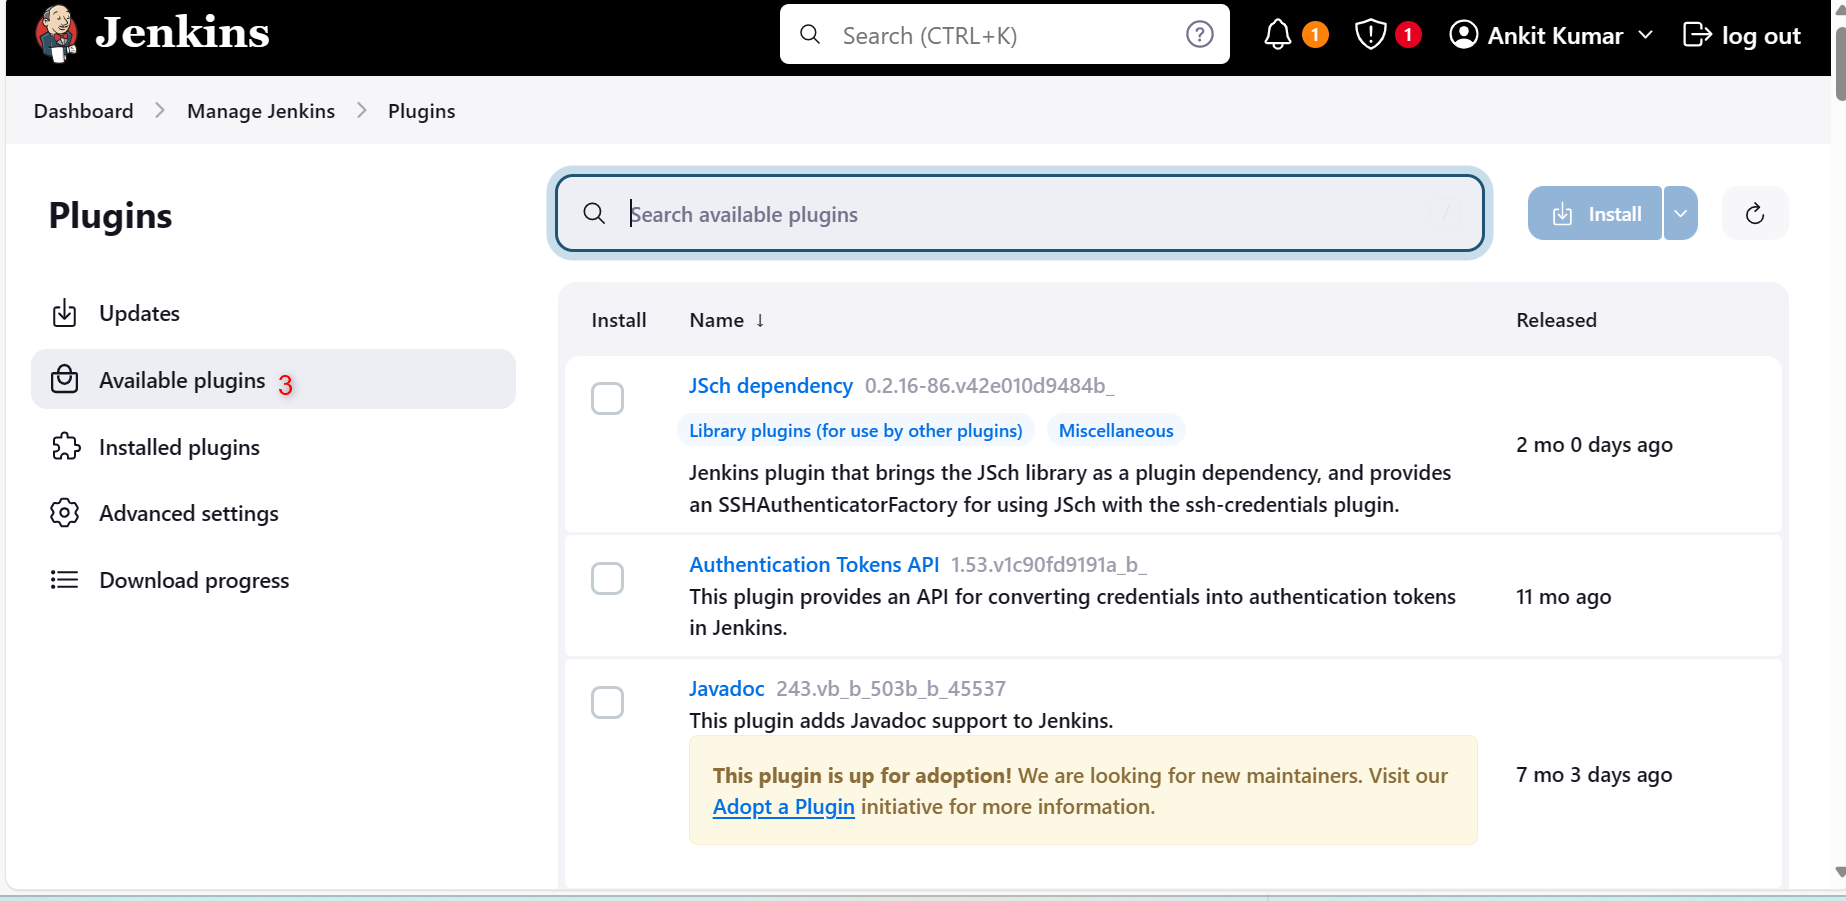 Jenkins
Search (CTRL+K)
?
1
1
Ankit Kumar
log out
Dashboard
Manage Jenkins
Plugins
Plugins
Search available plugins
/
Install
Updates
Available plugins 3
Installed plugins
Advanced settings
Download progress
Install
Name ↓
Released
JSch dependency 0.2.16-86.v42e010d9484b_
Library plugins (for use by other plugins)
Miscellaneous
Jenkins plugin that brings the JSch library as a plugin dependency, and provides
an SSHAuthenticatorFactory for using JSch with the ssh-credentials plugin.
2 mo 0 days ago
Authentication Tokens API 1.53.v1c90fd9191a_b_
This plugin provides an API for converting credentials into authentication tokens
in Jenkins.
11 mo ago
Javadoc 243.vb_b_503b_b_45537
This plugin adds Javadoc support to Jenkins.
This plugin is up for adoption! We are looking for new maintainers. Visit our
Adopt a Plugin initiative for more information.
7 mo 3 days ago